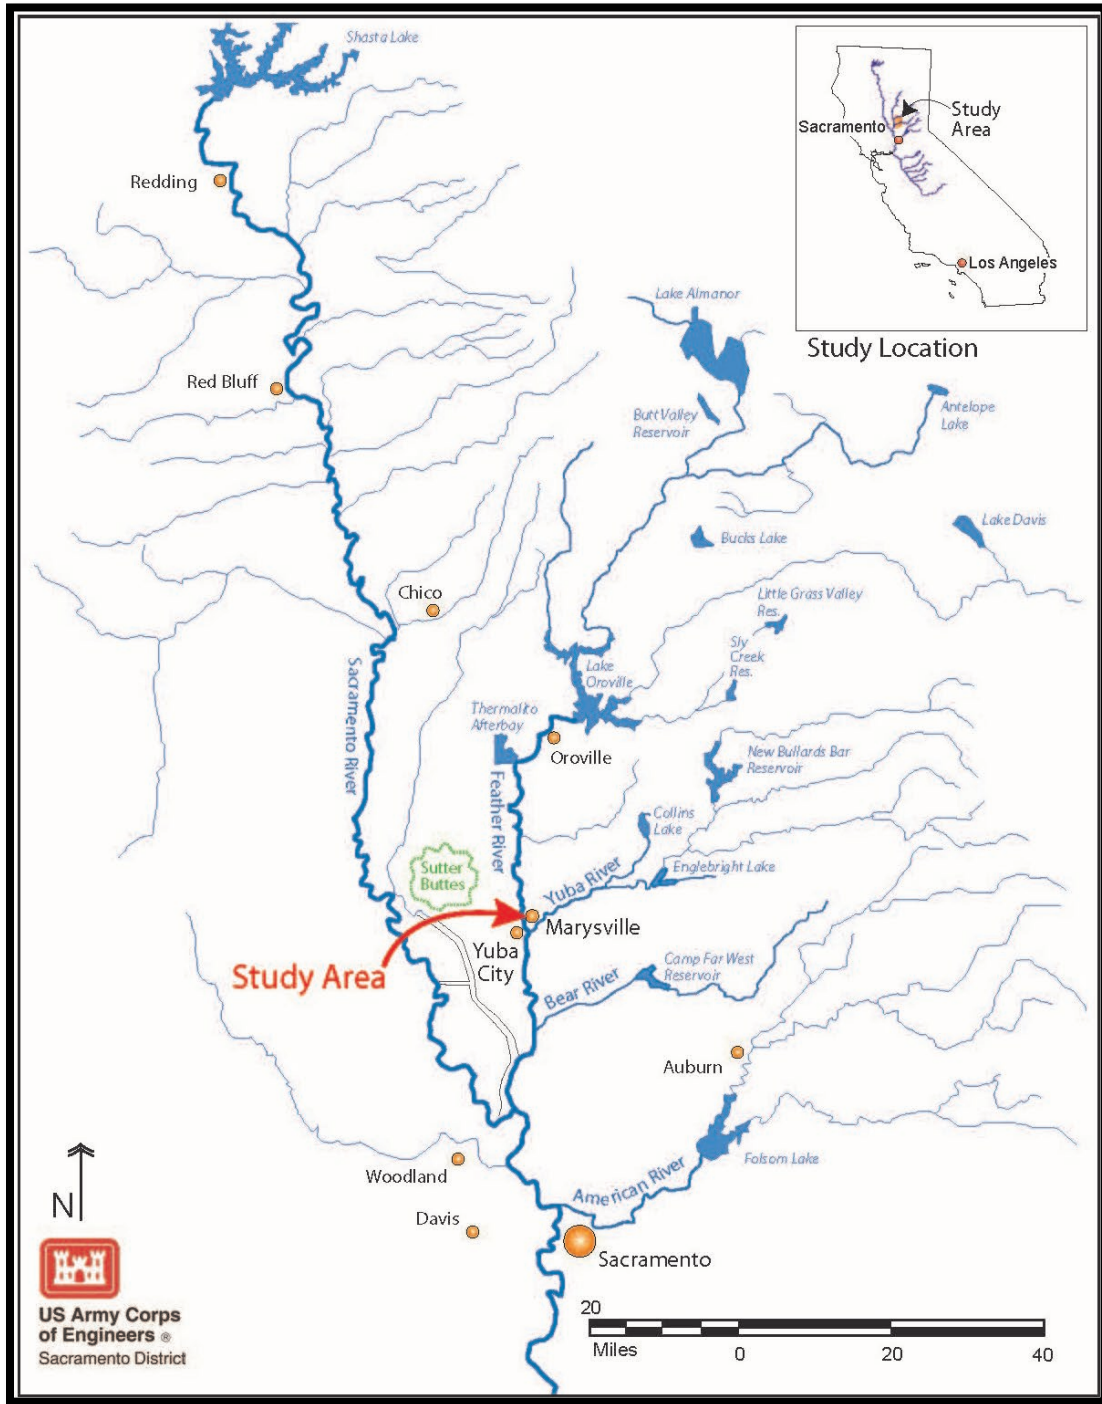 Shasta Lake
Study
Area
Sacramento
Los Angeles
Study Location
Redding
Red Bluff
Lake Almanor
Butt Valley
Reservoir
Antelope
Lake
Bucks Lake
Lake Davis
Chico
Little Grass Valley
Res.
Sly
Creek
Res.
Lake
Oroville
Thermalito
Afterbay
Oroville
New Bullards Bar
Reservoir
Sacramento River
Feather River
Collins
Lake
Sutter
Buttes
Yuba River
Englebright Lake
Marysville
Yuba
City
Study Area
Bear River
Camp Far West
Reservoir
Auburn
Folsom Lake
American River
Woodland
Davis
Sacramento
N
US Army Corps
of Engineers ®
Sacramento District
20
Miles
0
20
40